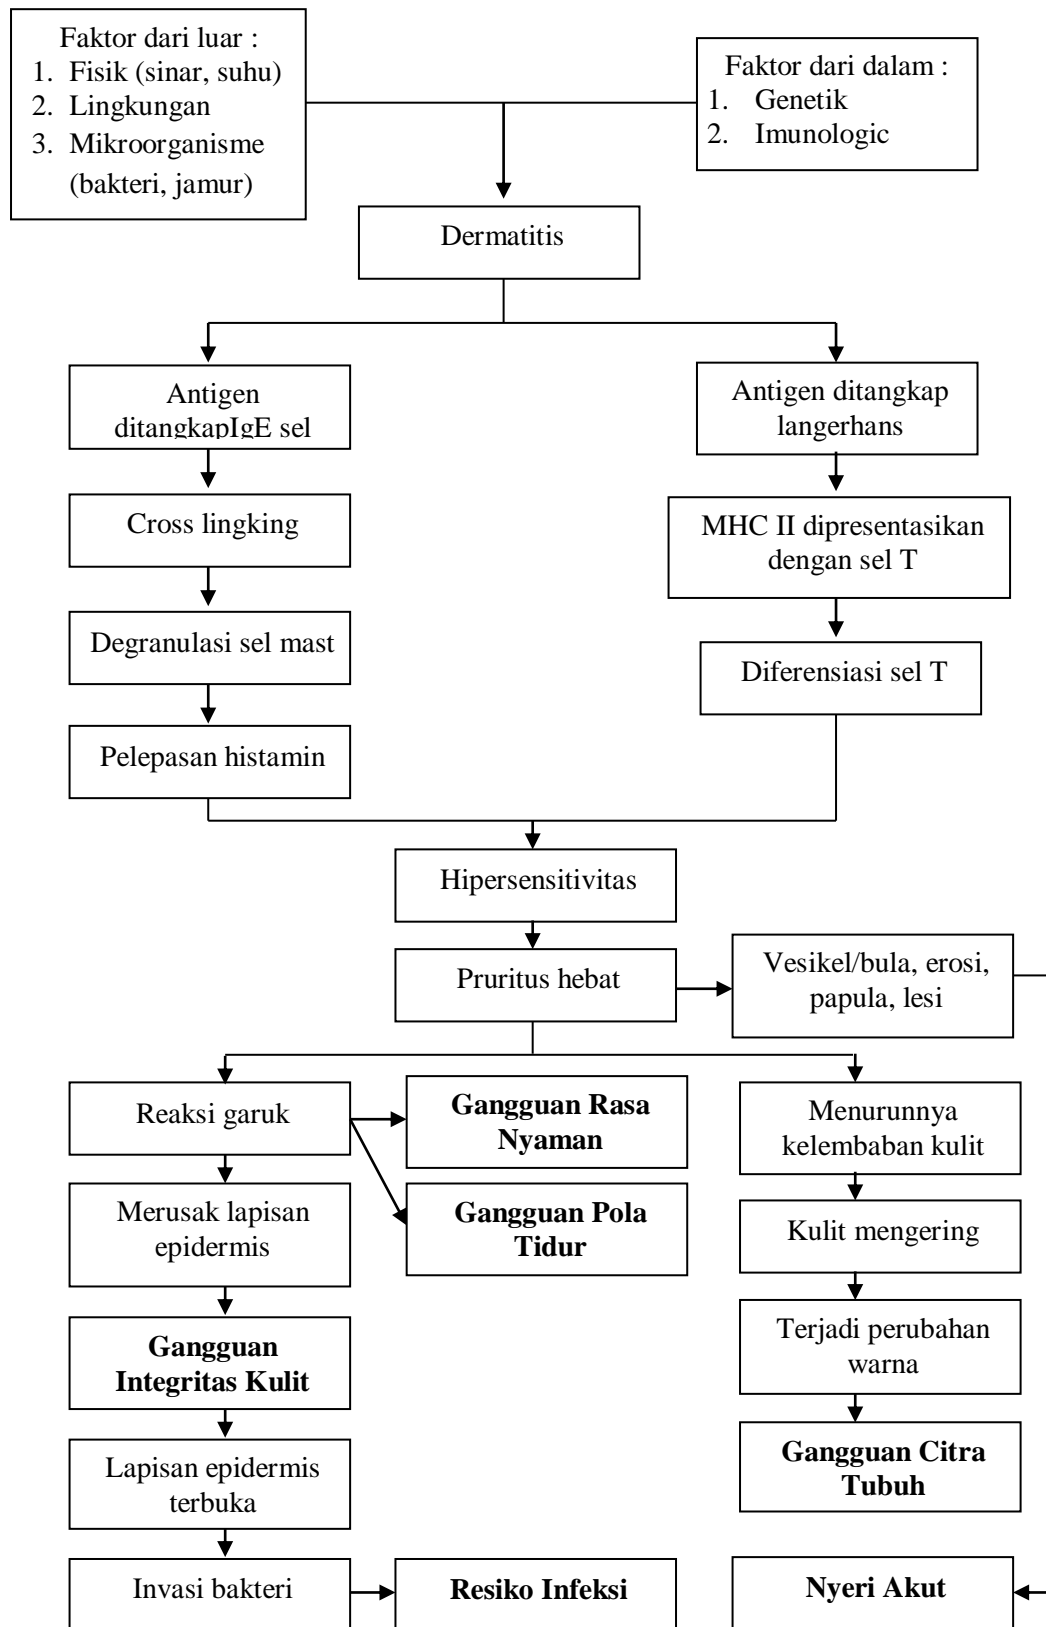 Faktor dari luar :
1. Fisik (sinar, suhu)
2. Lingkungan
3. Mikroorganisme
(bakteri, jamur)
Faktor dari dalam :
1. Genetik
2. Imunologic
Dermatitis
Antigen
ditangkapIgE sel
Antigen ditangkap
langerhans
Cross lingking
MHC II dipresentasikan
dengan sel T
Degranulasi sel mast
Diferensiasi sel T
Pelepasan histamin
Hipersensitivitas
Pruritus hebat
Vesikel/bula, erosi,
papula, lesi
Reaksi garuk
Gangguan Rasa
Nyaman
Menurunnya
kelembaban kulit
Merusak lapisan
epidermis
Gangguan Pola
Tidur
Kulit mengering
Gangguan
Integritas Kulit
Terjadi perubahan
warna
Lapisan epidermis
terbuka
Gangguan Citra
Tubuh
Invasi bakteri
Resiko Infeksi
Nyeri Akut